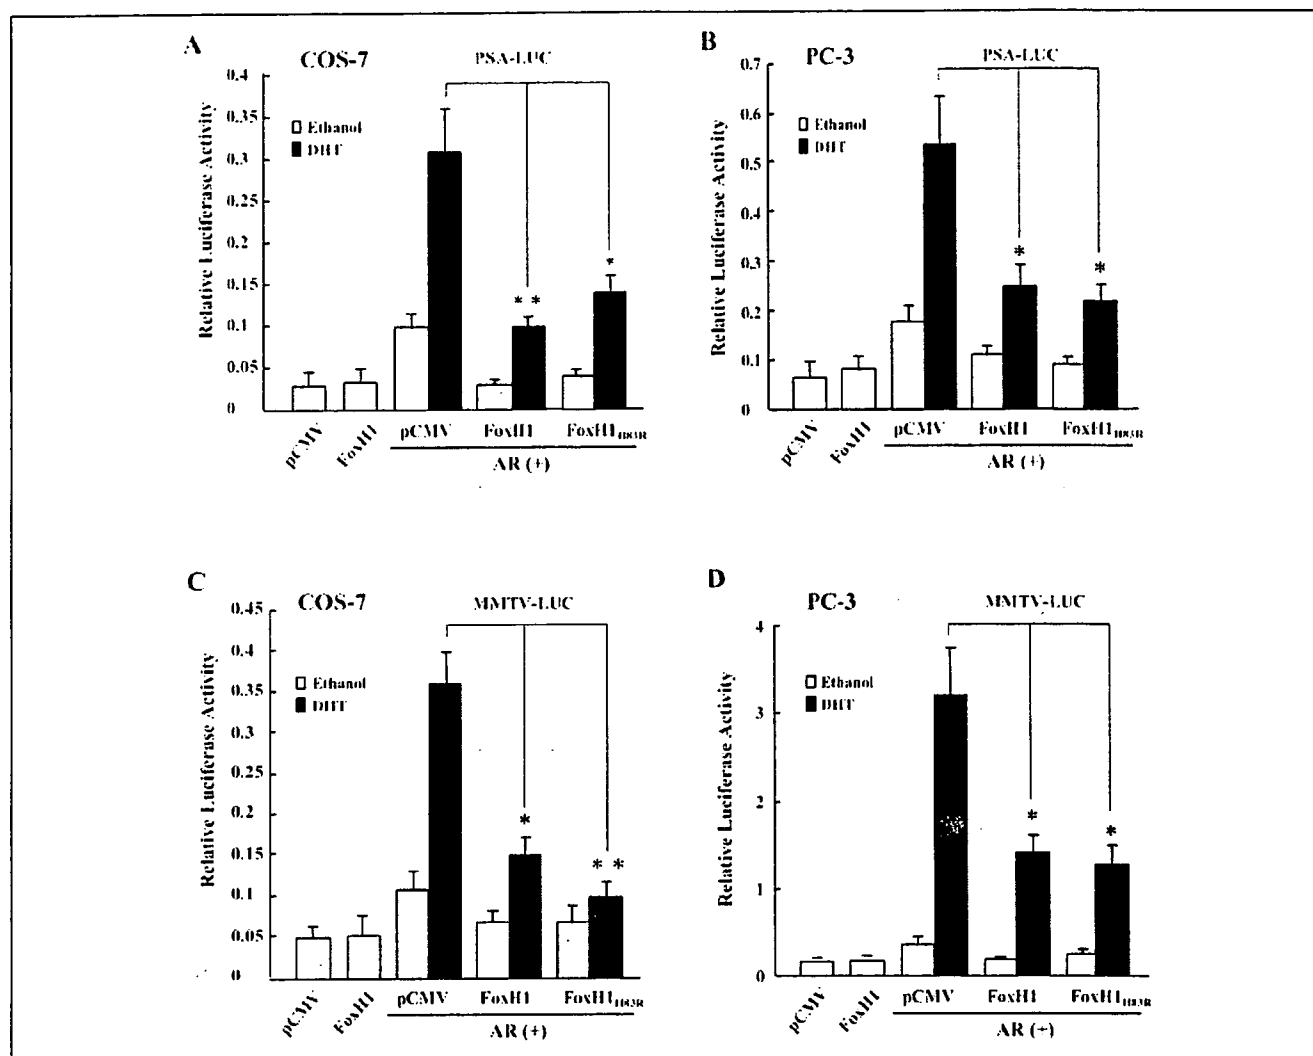 A
COS-7
PSA-LUC
Relative Luciferase Activity
0.4
0.35
0.3
0.25
0.2
0.15
0.1
0.05
0
Ethanol
DHT
* *
*
pCMV
FoxH1
pCMV
FoxH1
FoxH1H83R
AR (+)
B
PC-3
PSA-LUC
Relative Luciferase Activity
0.7
0.6
0.5
0.4
0.3
0.2
0.1
0
Ethanol
DHT
*
*
pCMV
FoxH1
pCMV
FoxH1
FoxH1H83R
AR (+)
C
COS-7
MMTV-LUC
Relative Luciferase Activity
0.45
0.4
0.35
0.3
0.25
0.2
0.15
0.1
0.05
0
Ethanol
DHT
*
* *
pCMV
FoxH1
pCMV
FoxH1
FoxH1H83R
AR (+)
D
PC-3
MMTV-LUC
Relative Luciferase Activity
4
3
2
1
0
Ethanol
DHT
*
*
pCMV
FoxH1
pCMV
FoxH1
FoxH1H83R
AR (+)